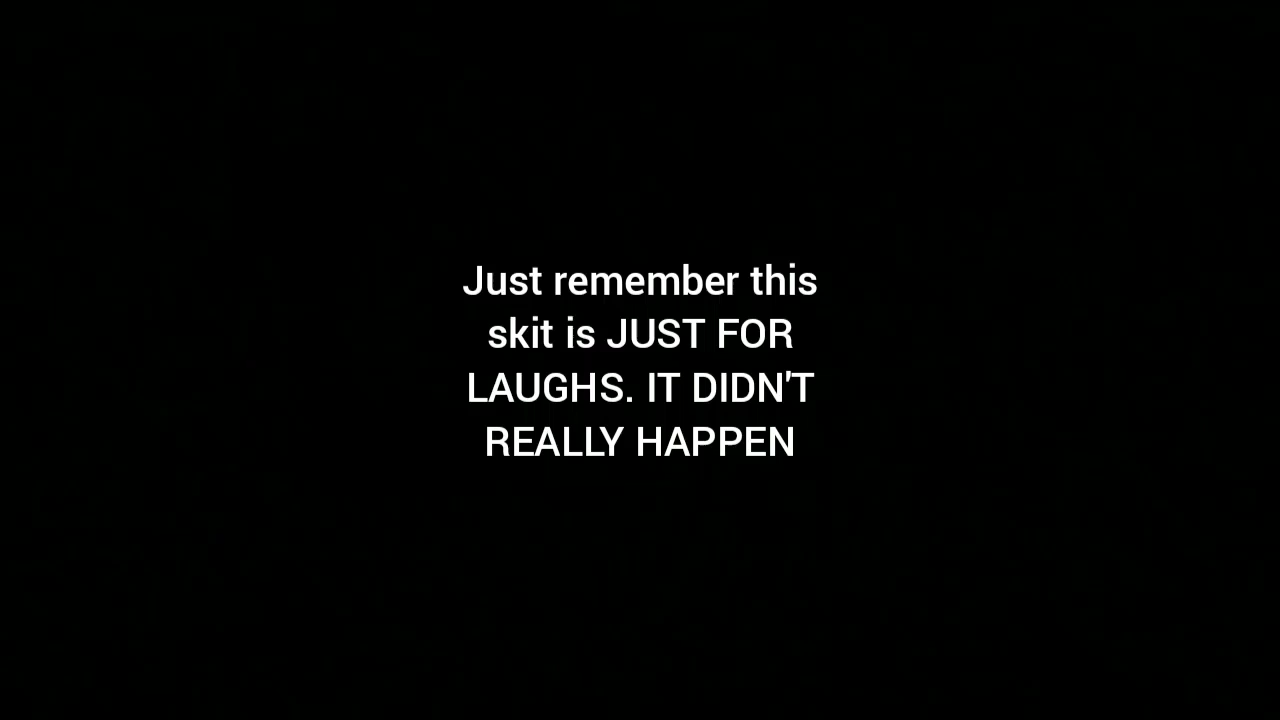 Just remember this
skit is JUST FOR
LAUGHS. IT DIDN'T
REALLY HAPPEN